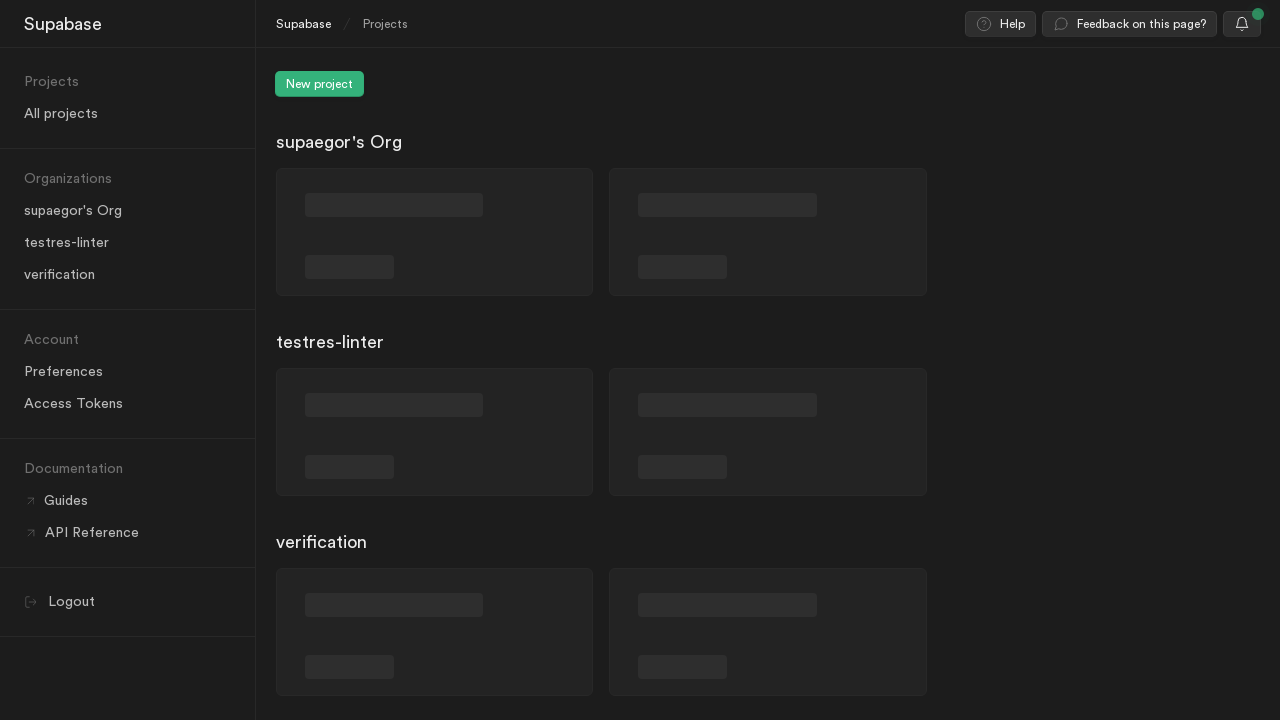 Supabase
Supabase / Projects
Help
Feedback on this page?
Projects
All projects
Organizations
supaegor's Org
testres-linter
verification
Account
Preferences
Access Tokens
Documentation
Guides
API Reference
Logout
New project
supaegor's Org
testres-linter
verification